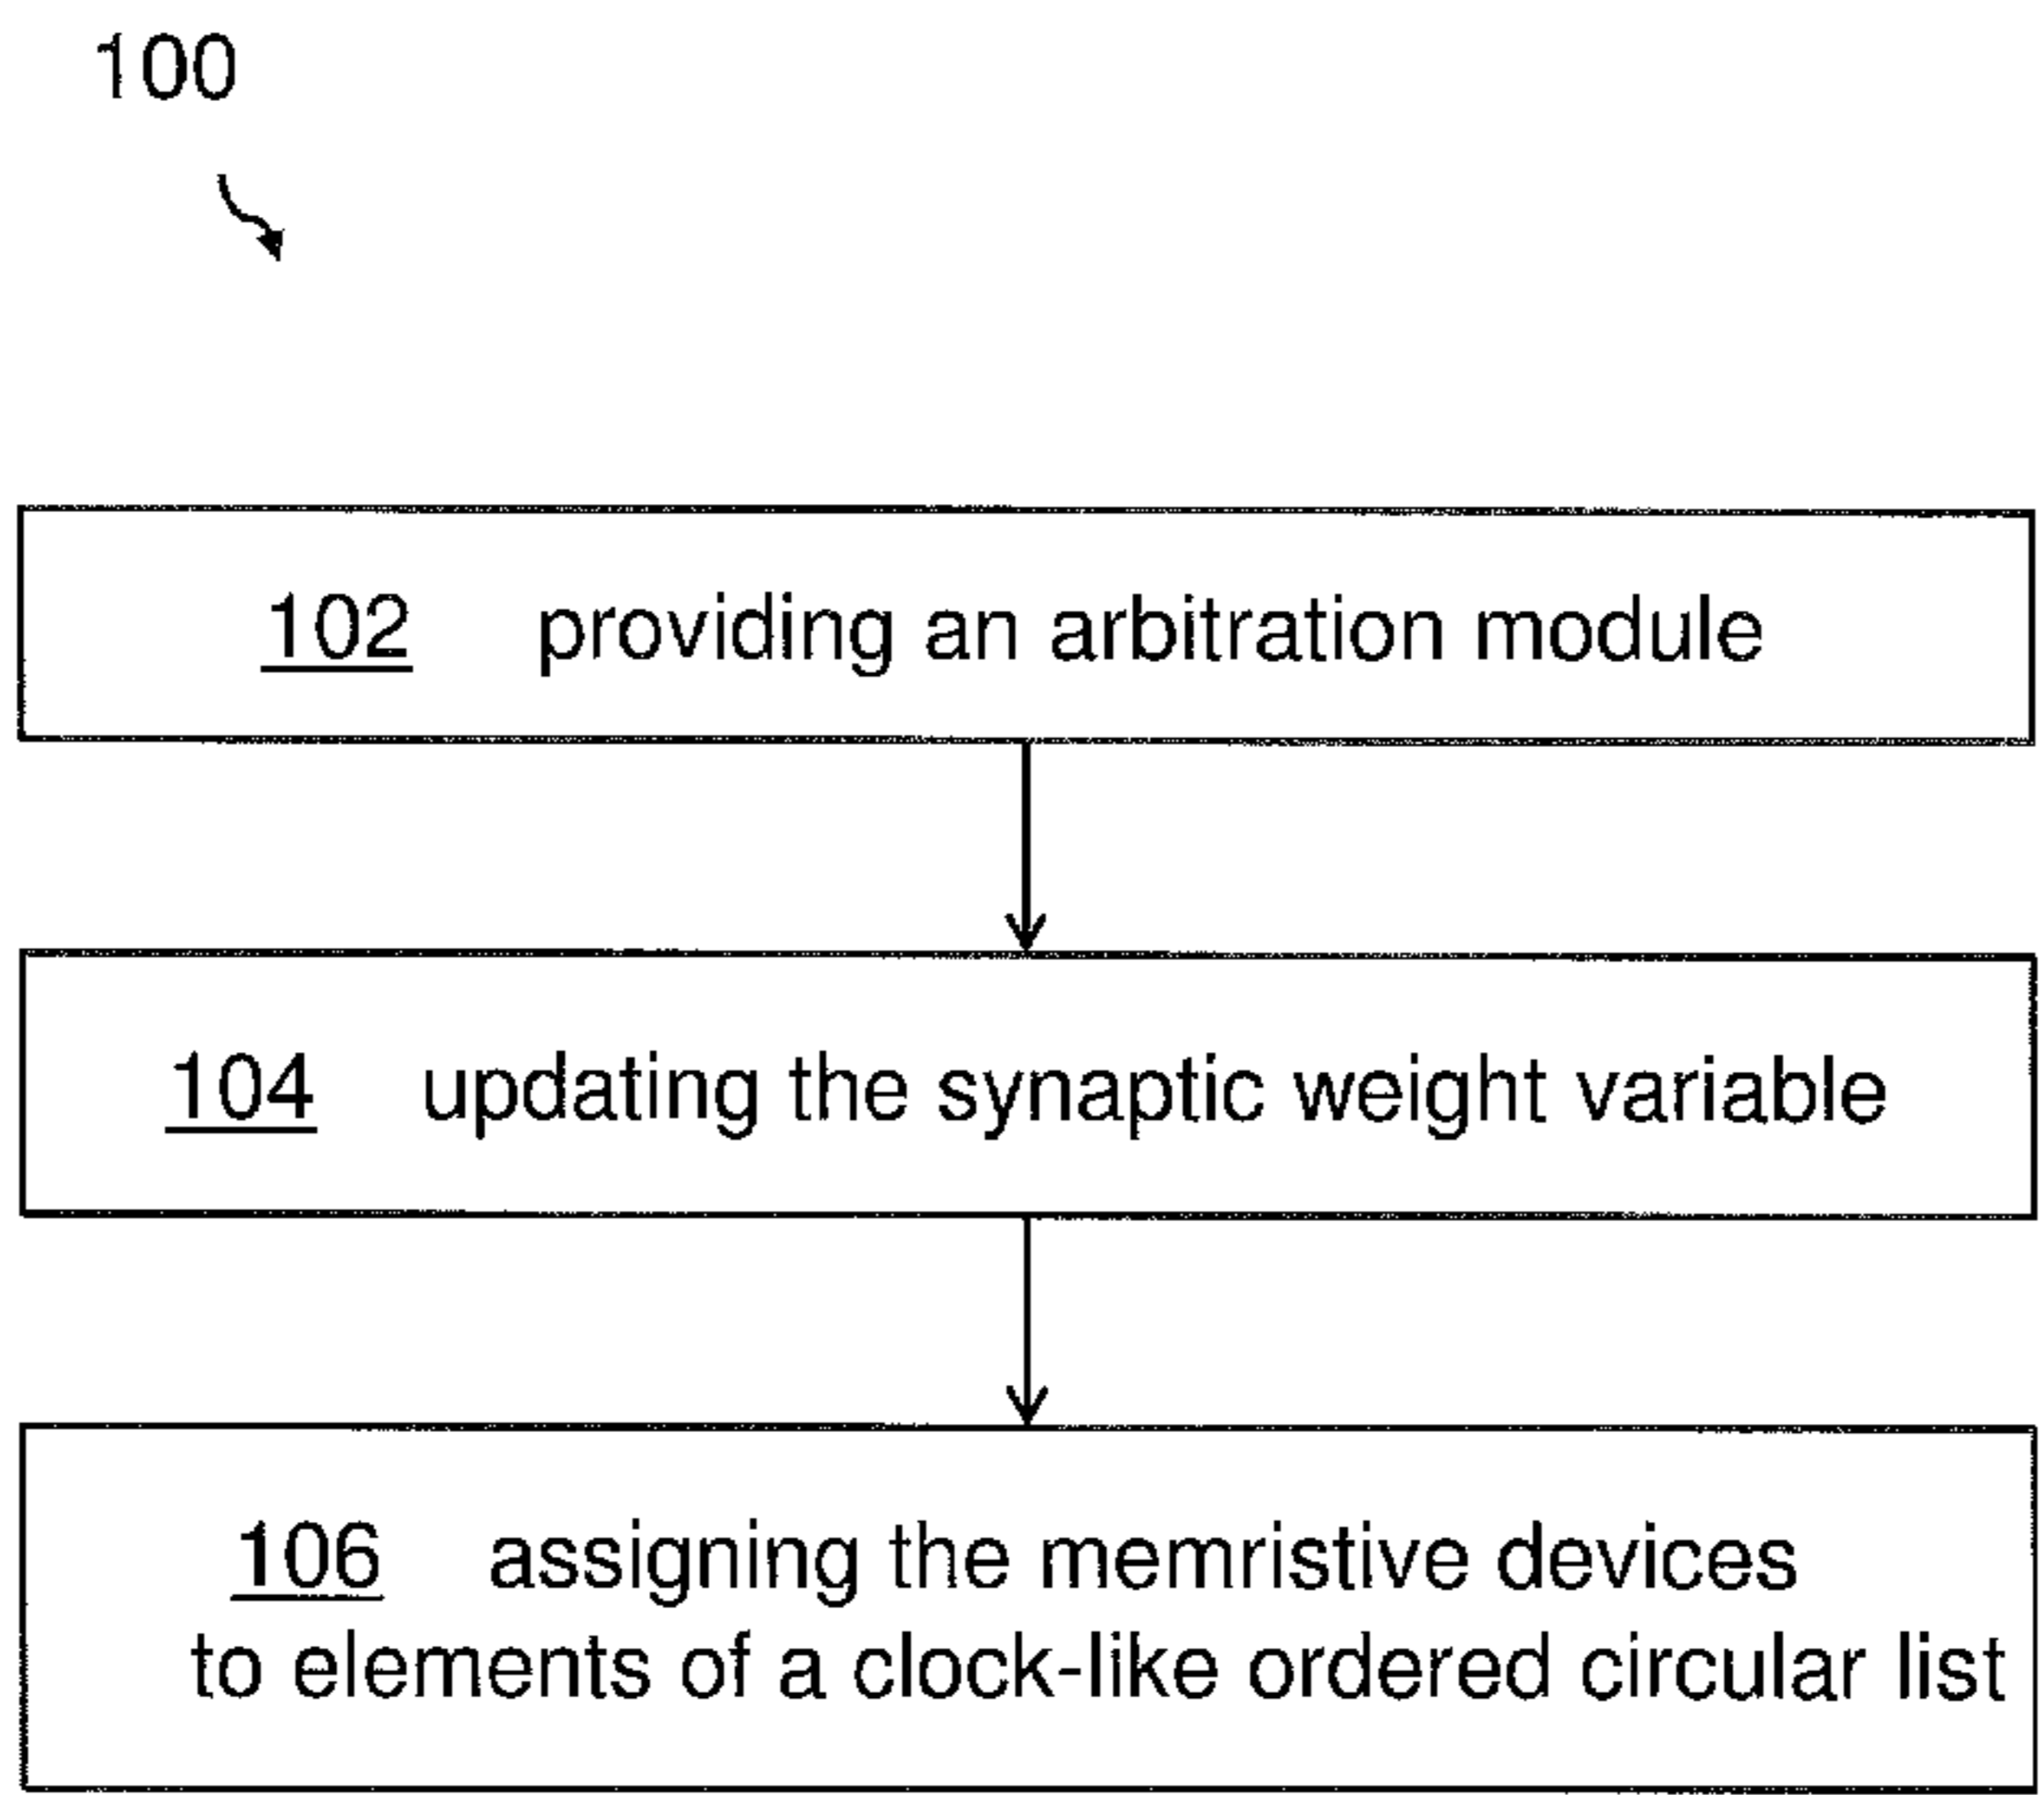 100
102 providing an arbitration module
104 updating the synaptic weight variable
106 assigning the memristive devices
to elements of a clock-like ordered circular list